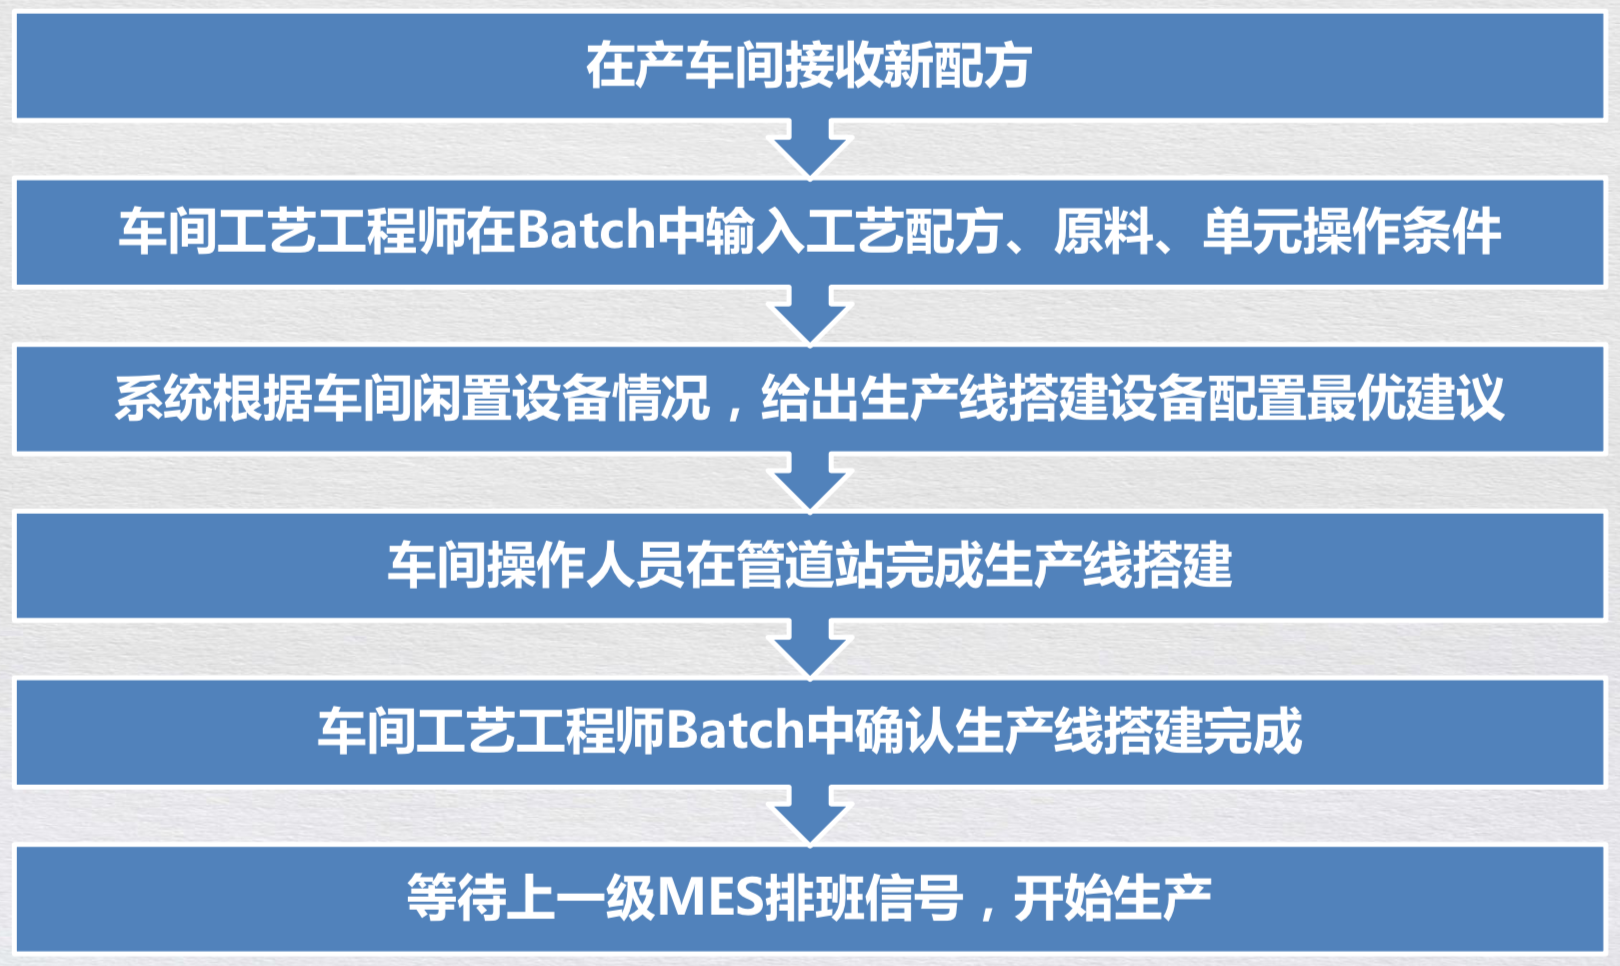 在产车间接收新配方
车间工艺工程师在Batch中输入工艺配方、原料、单元操作条件
系统根据车间闲置设备情况，给出生产线搭建设备配置最优建议
车间操作人员在管道站完成生产线搭建
车间工艺工程师Batch中确认生产线搭建完成
等待上一级MES排班信号，开始生产